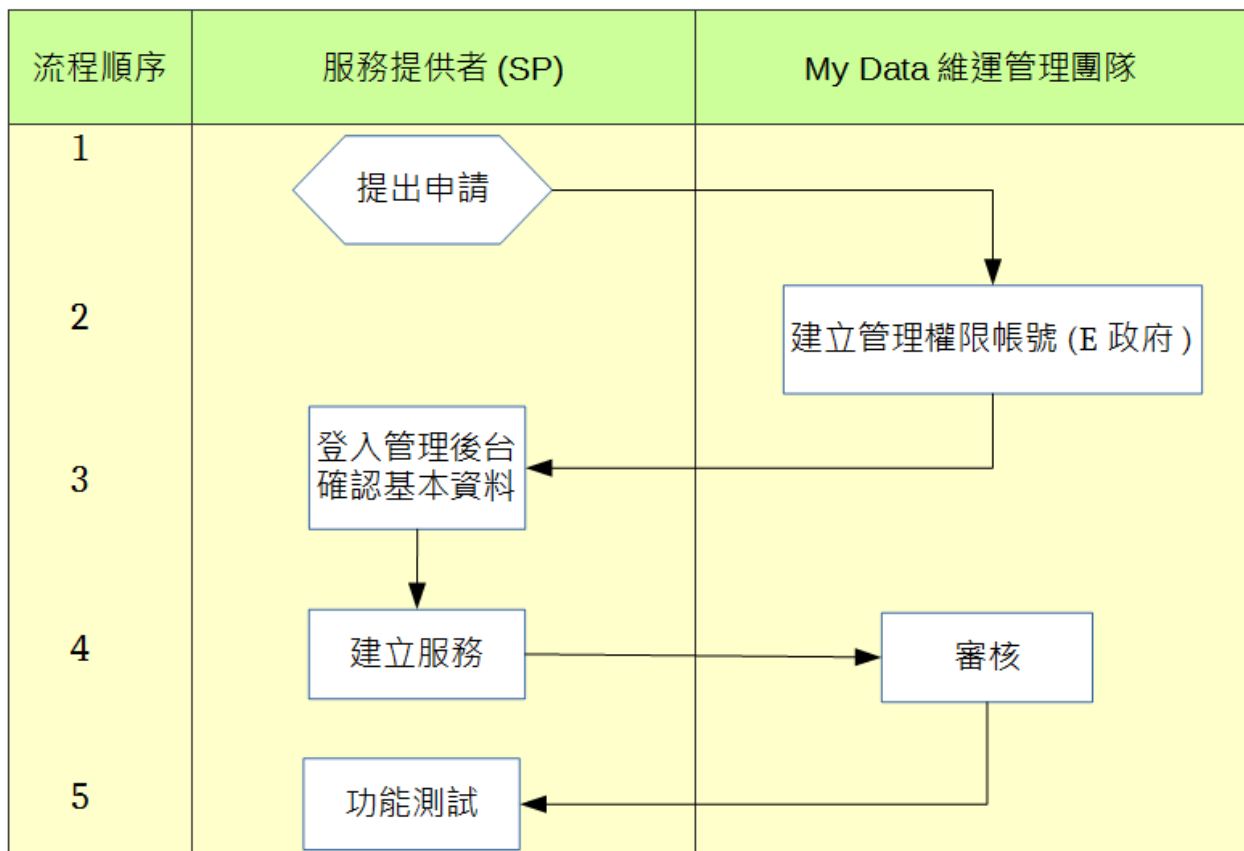 流程順序
服務提供者 (SP)
My Data 維運管理團隊
1
提出申請
2
建立管理權限帳號 (E 政府 )
3
登入管理後台
確認基本資料
4
建立服務
審核
5
功能測試